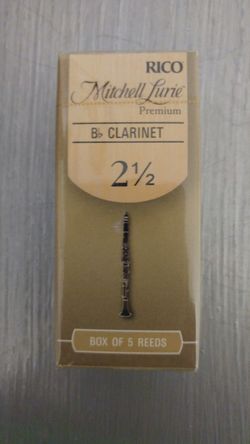 RICO
Mitchell Lurie
Premium
B♭ CLARINET
2½
BOX OF 5 REEDS